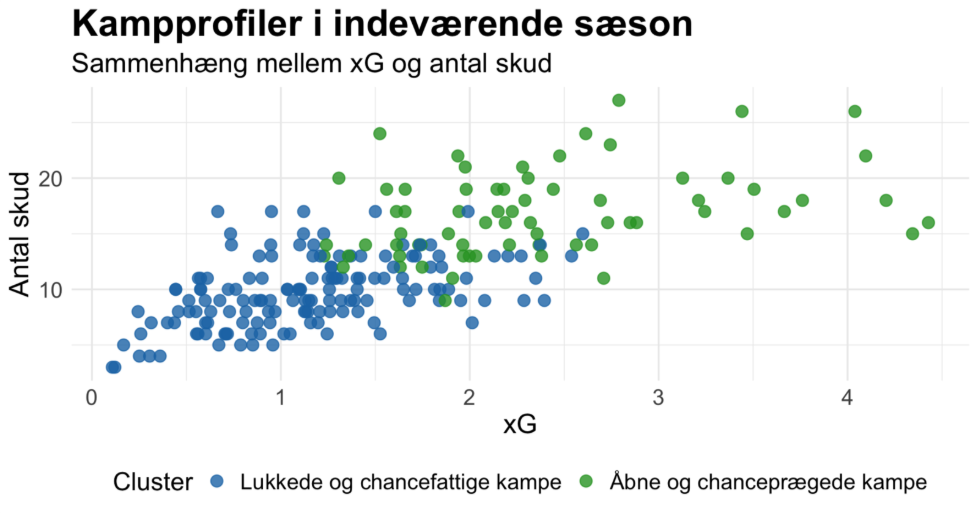 Kampprofiler i indeværende sæson
Sammenhæng mellem xG og antal skud
Antal skud
20
10
0 1 2 3 4
xG
Cluster Lukkede og chancefattige kampe Åbne og chanceprægede kampe